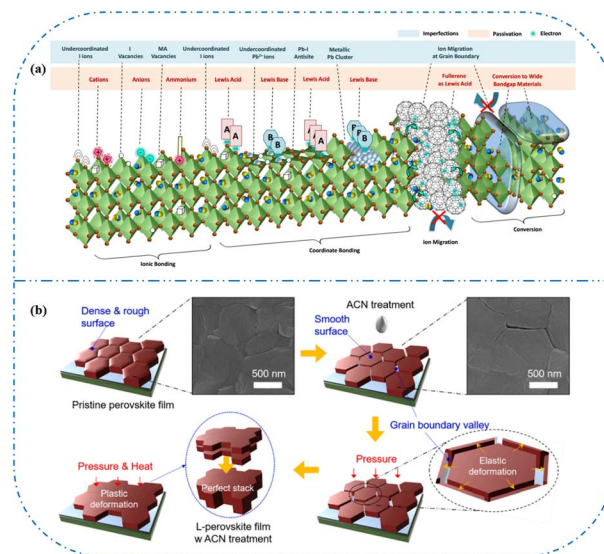 Imperfections Passivation Electron
Undercoordinated I ions
I Vacancies
MA Vacancies
Undercoordinated I ions
Undercoordinated Pb²⁺ ions
Pb-I Antisite
Metallic Pb Cluster
Ion Migration at Grain Boundary
(a)
Cations
Anions
Ammonium
Lewis Acid
Lewis Base
Lewis Acid
Lewis Base
Fullerene as Lewis Acid
Conversion to Wide Bandgap Materials
A
A
B
B
A
A
A
B
B
B
Ionic Bonding
Coordinate Bonding
Ion Migration
Conversion
(b)
Dense & rough
surface
500 nm
Pristine perovskite film
ACN treatment
Smooth
surface
500 nm
Grain boundary valley
Pressure & Heat
Plastic
deformation
Perfect stack
L-perovskite film
w ACN treatment
Pressure
Elastic
deformation